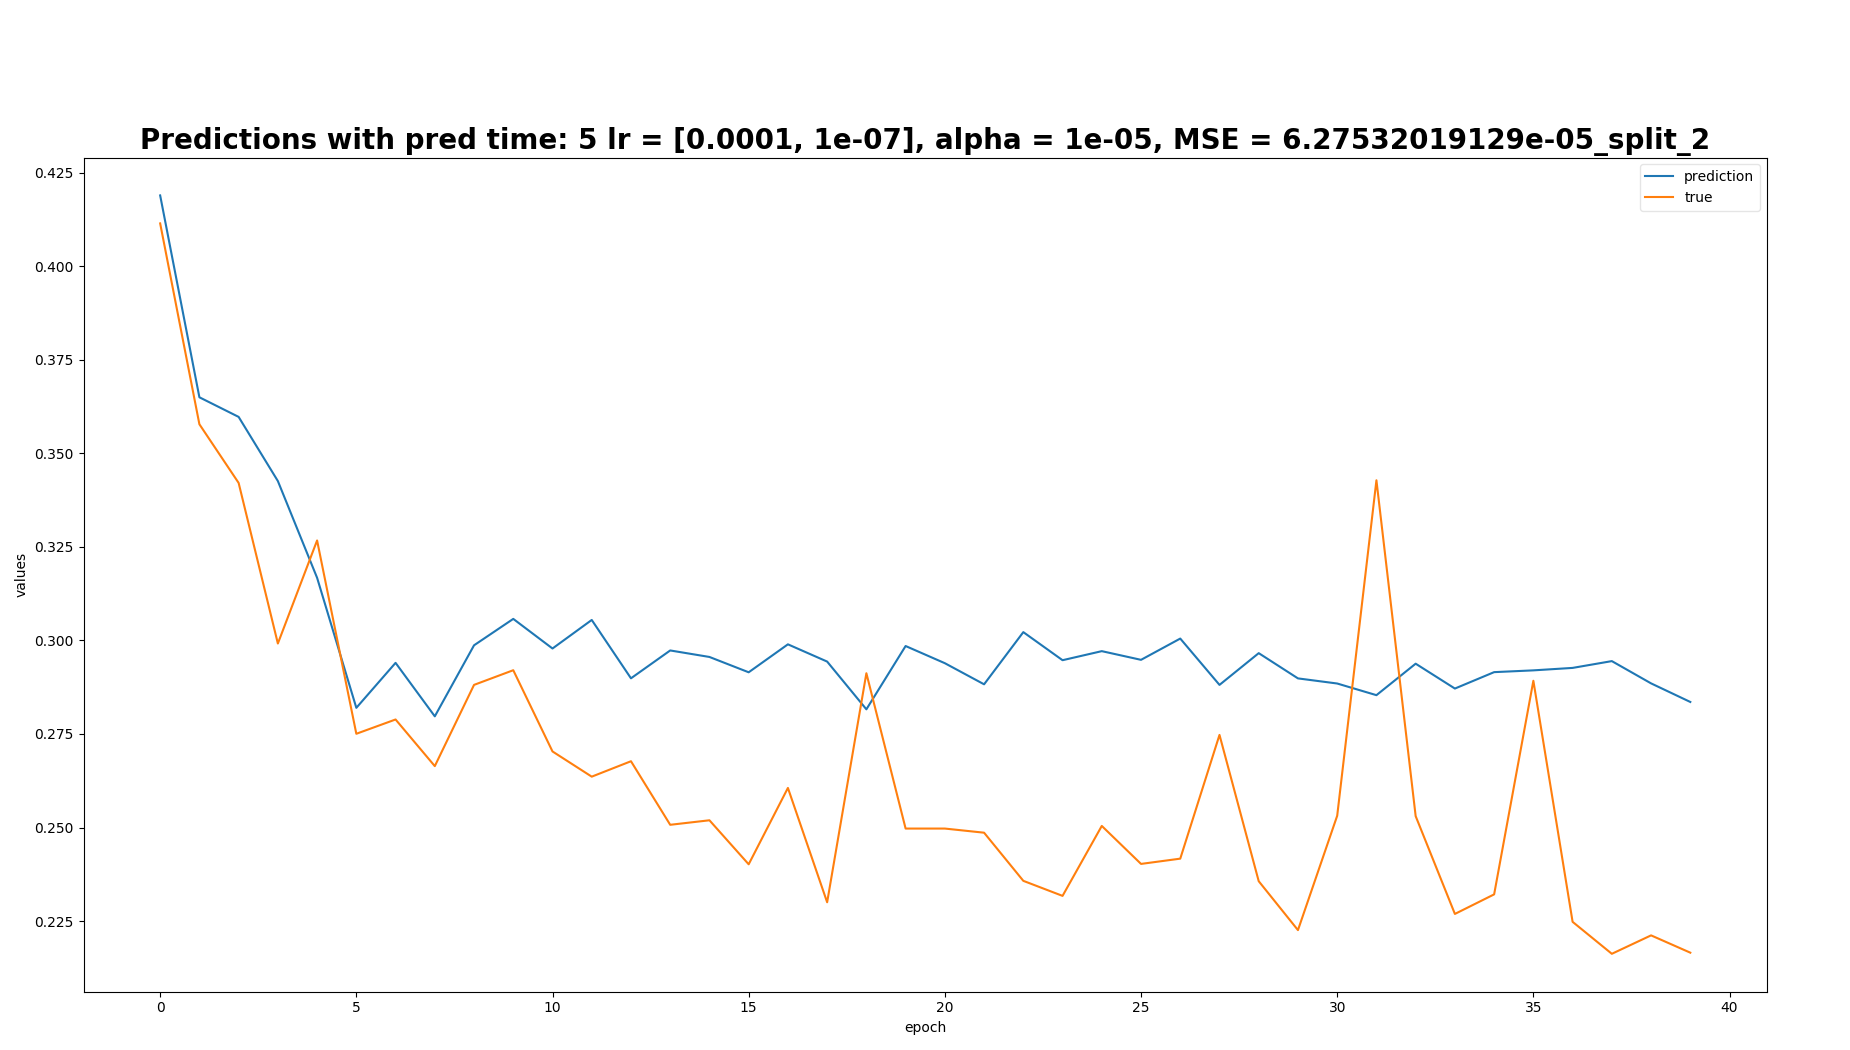 Predictions with pred time: 5 lr = [0.0001, 1e-07], alpha = 1e-05, MSE = 6.27532019129e-05_split_2
prediction
true
0.425
0.400
0.375
0.350
0.325
0.300
0.275
0.250
0.225
values
0 5 10 15 20 25 30 35 40
epoch